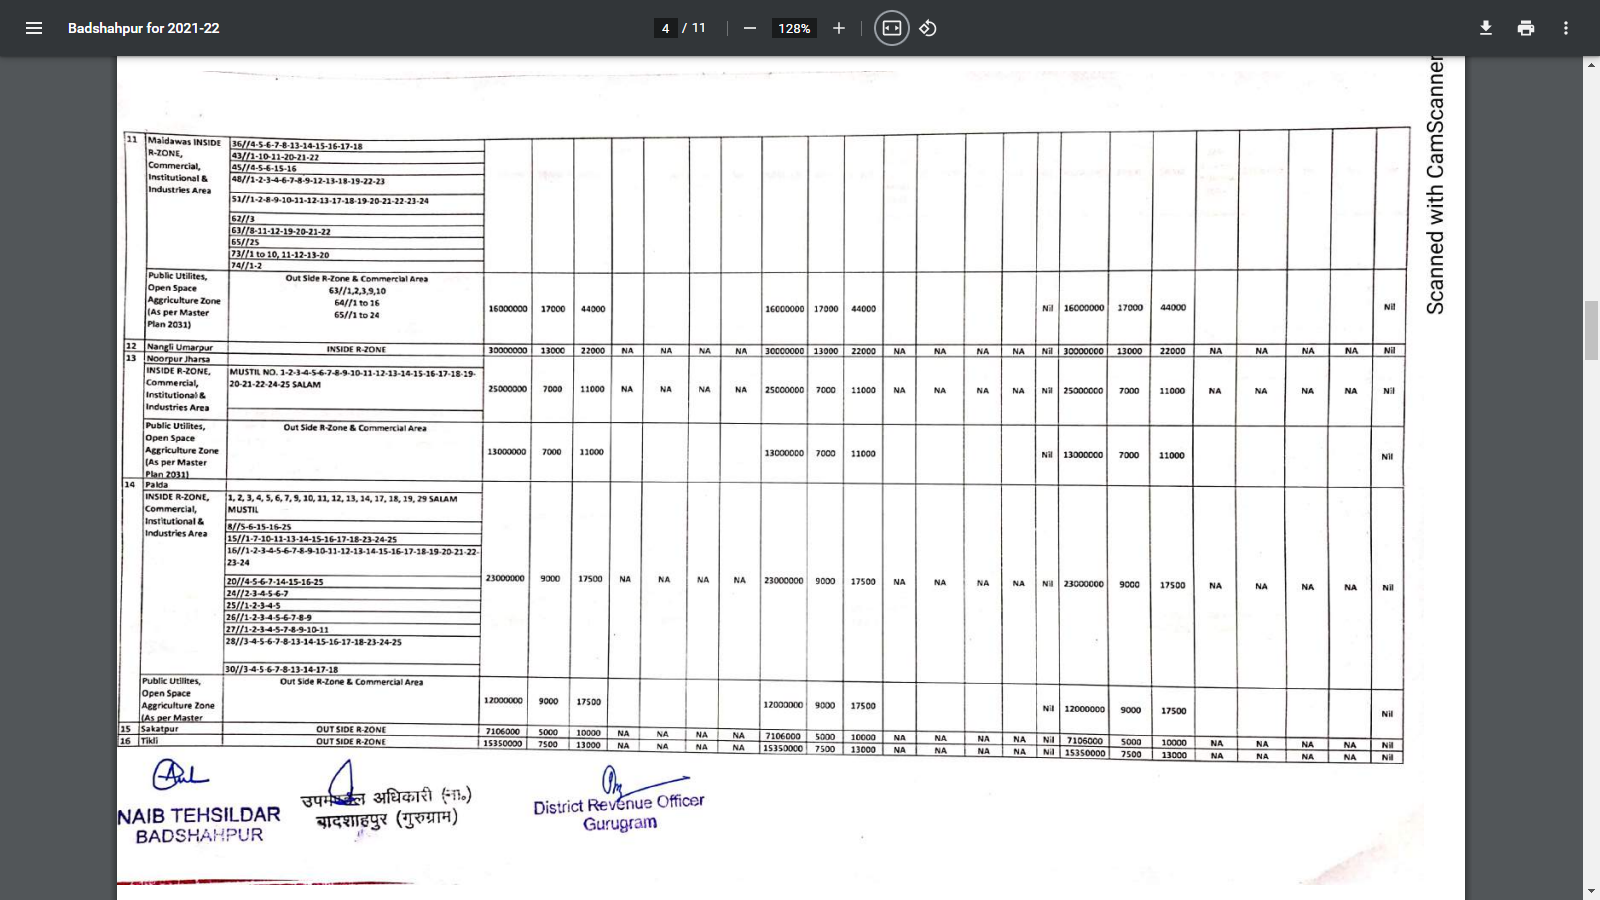 Badshahpur for 2021-22
4 / 11
128%
Scanned with CamScanner
11 Maidawas INSIDE R-ZONE, Commercial, Institutional & Industries Area
36//4-5-6-7-8-13-14-15-16-17-18
43//1-10-11-20-21-22
45//4-5-6-15-16
48//1-2-3-4-6-7-8-9-12-13-18-19-22-23
51//1-2-8-9-10-11-12-13-17-18-19-20-21-22-23-24
62//3
63//8-11-12-19-20-21-22
65//25
73//1 to 10, 11-12-13-20
74//1-2
Public Utilites, Open Space Aggriculture Zone (As per Master Plan 2031)
Out Side R-Zone & Commercial Area
63//1,2,3,9,10
64//1 to 16
65//1 to 24
16000000 17000 44000 16000000 17000 44000 Nil 16000000 17000 44000 Nil
12 Nangli Umarpur INSIDE R-ZONE 30000000 13000 22000 NA NA NA NA 30000000 13000 22000 NA NA NA NA Nil 30000000 13000 22000 NA NA NA NA Nil
13 Noorpur Jharsa
INSIDE R-ZONE, Commercial, Institutional & Industries Area
MUSTIL NO. 1-2-3-4-5-6-7-8-9-10-11-12-13-14-15-16-17-18-19-
20-21-22-24-25 SALAM
25000000 7000 11000 NA NA NA NA 25000000 7000 11000 NA NA NA NA Nil 25000000 7000 11000 NA NA NA NA Nil
Public Utilites, Open Space Aggriculture Zone (As per Master Plan 2031)
Out Side R-Zone & Commercial Area
13000000 7000 11000 13000000 7000 11000 Nil 13000000 7000 11000 Nil
14 Palda
INSIDE R-ZONE, Commercial, Institutional & Industries Area
1, 2, 3, 4, 5, 6, 7, 9, 10, 11, 12, 13, 14, 17, 18, 19, 29 SALAM
MUSTIL
8//5-6-15-16-25
15//1-7-10-11-13-14-15-16-17-18-23-24-25
16//1-2-3-4-5-6-7-8-9-10-11-12-13-14-15-16-17-18-19-20-21-22-
23-24
20//4-5-6-7-14-15-16-25
24//2-3-4-5-6-7
25//1-2-3-4-5
26//1-2-3-4-5-6-7-8-9
27//1-2-3-4-5-7-8-9-10-11
28//3-4-5-6-7-8-13-14-15-16-17-18-23-24-25
30//3-4-5-6-7-8-13-14-17-18
23000000 9000 17500 NA NA NA NA 23000000 9000 17500 NA NA NA NA Nil 23000000 9000 17500 NA NA NA NA Nil
Public Utilites, Open Space Aggriculture Zone (As per Master
Out Side R-Zone & Commercial Area
12000000 9000 17500 12000000 9000 17500 Nil 12000000 9000 17500 Nil
15 Sakatpur OUT SIDE R-ZONE 7106000 5000 10000 NA NA NA NA 7106000 5000 10000 NA NA NA NA Nil 7106000 5000 10000 NA NA NA NA Nil
16 Tikli OUT SIDE R-ZONE 15350000 7500 13000 NA NA NA NA 15350000 7500 13000 NA NA NA NA Nil 15350000 7500 13000 NA NA NA NA Nil
NAIB TEHSILDAR
BADSHAHPUR
अधिकारी (ना०)
बादशाहपुर (गुरुग्राम)
District Revenue Officer
Gurugram